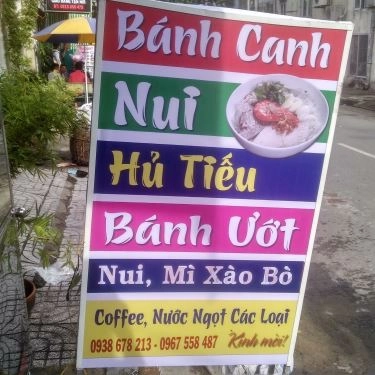 Bánh Canh
Nui
Hủ Tiếu
Bánh Ướt
Nui, Mì Xào Bò
Coffee, Nước Ngọt Các Loại
0938 678 213 - 0967 558 487 Kính mời!